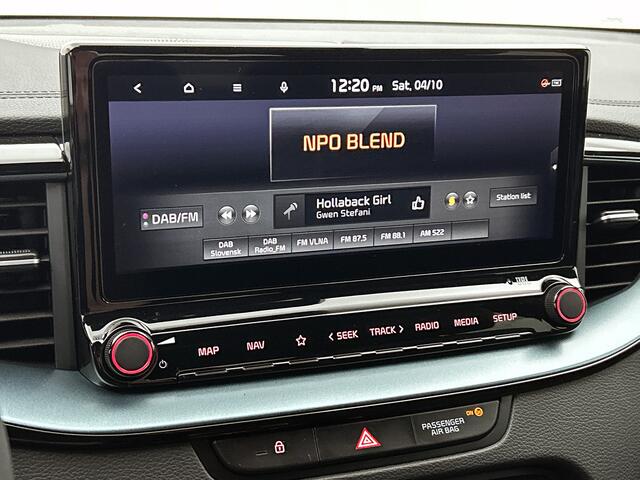 12:20 PM Sat, 04/10
NPO BLEND
Hollaback Girl
Gwen Stefani
DAB/FM
Station list
DAB
Slovensk
DAB
Radio_FM
FM VLNA
FM 87.5
FM 88.1
AM 522
MAP
NAV
< SEEK
TRACK >
RADIO
MEDIA
SETUP
PASSENGER
AIR BAG
ON